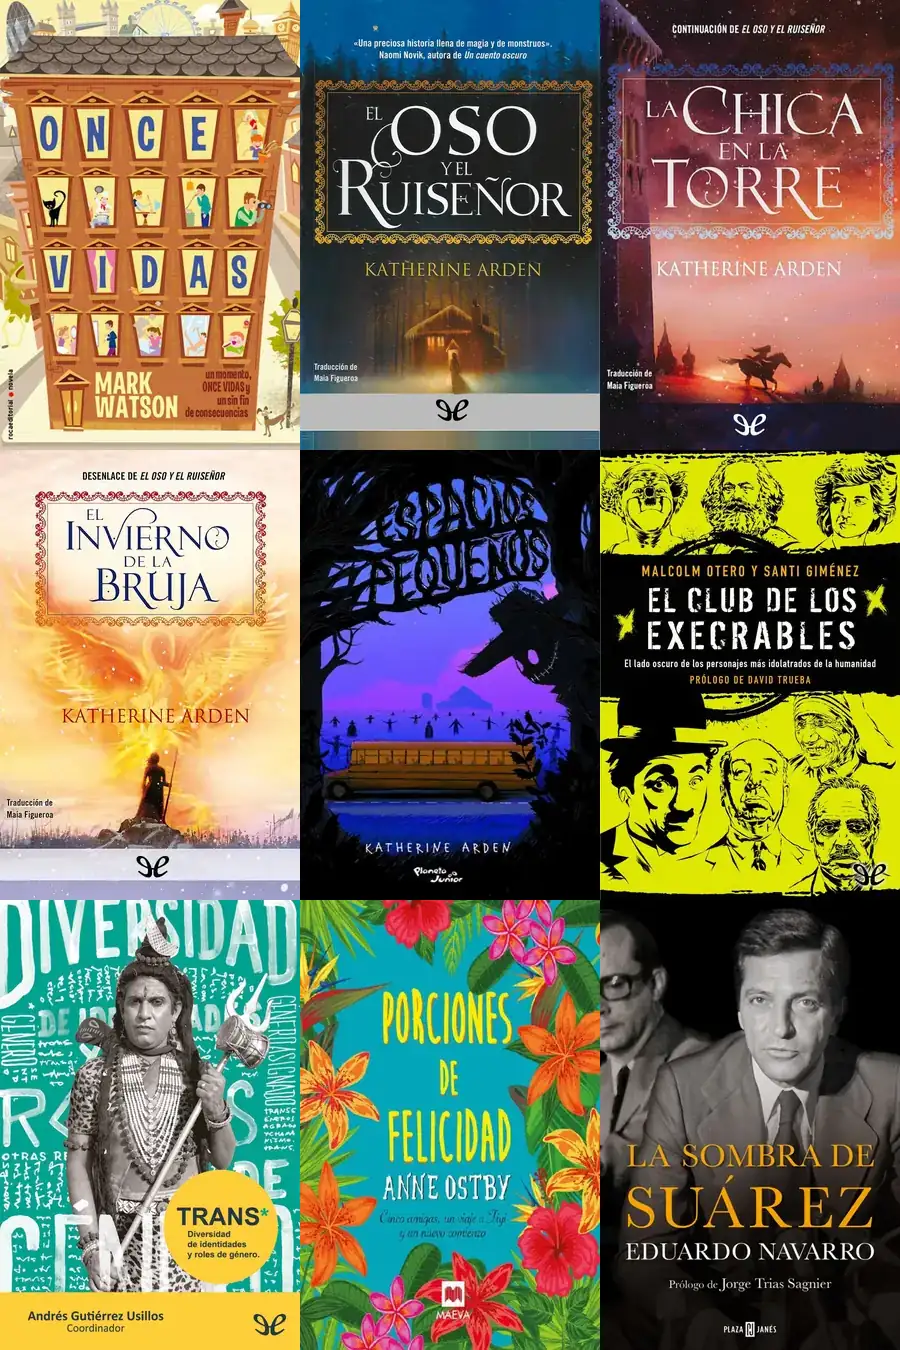 ONCE
VIDAS
MARK
WATSON
un momento,
ONCE VIDAS y
un sin fin
de consecuencias
rocaeditorial novela
«Una preciosa historia llena de magia y de monstruos».
Naomi Novik, autora de Un cuento oscuro
EL
OSO
Y EL
RUISEÑOR
KATHERINE ARDEN
Traducción de
Maia Figueroa
CONTINUACIÓN DE EL OSO Y EL RUISEÑOR
LA CHICA
EN LA
TORRE
KATHERINE ARDEN
Traducción de
Maia Figueroa
DESENLACE DE EL OSO Y EL RUISEÑOR
EL
INVIERNO
DE LA
BRUJA
KATHERINE ARDEN
Traducción de
Maia Figueroa
ESPACIOS
PEQUEÑOS
KATHERINE ARDEN
Planeta
Junior
MALCOLM OTERO Y SANTI GIMÉNEZ
EL CLUB DE LOS
EXECRABLES
El lado oscuro de los personajes más idolatrados de la humanidad
PRÓLOGO DE DAVID TRUEBA
DIVERSIDAD
TRANS*
Diversidad
de identidades
y roles de género.
Andrés Gutiérrez Usillos
Coordinador
PORCIONES
DE
FELICIDAD
ANNE OSTBY
Cinco amigas, un viaje a Fiyi
y un nuevo comienzo
MAEVA
LA SOMBRA DE
SUÁREZ
EDUARDO NAVARRO
Prólogo de Jorge Trias Sagnier
PLAZA JANÉS